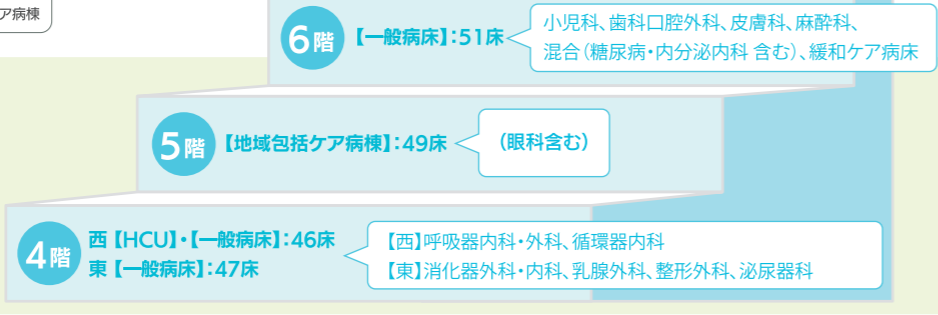 ア病棟
6階【一般病床】:51床
小児科、歯科口腔外科、皮膚科、麻酔科、
混合(糖尿病・内分泌内科 含む)、緩和ケア病床
5階【地域包括ケア病棟】:49床
(眼科含む)
4階
西【HCU】・【一般病床】:46床
東【一般病床】:47床
【西】呼吸器内科・外科、循環器内科
【東】消化器外科・内科、乳腺外科、整形外科、泌尿器科